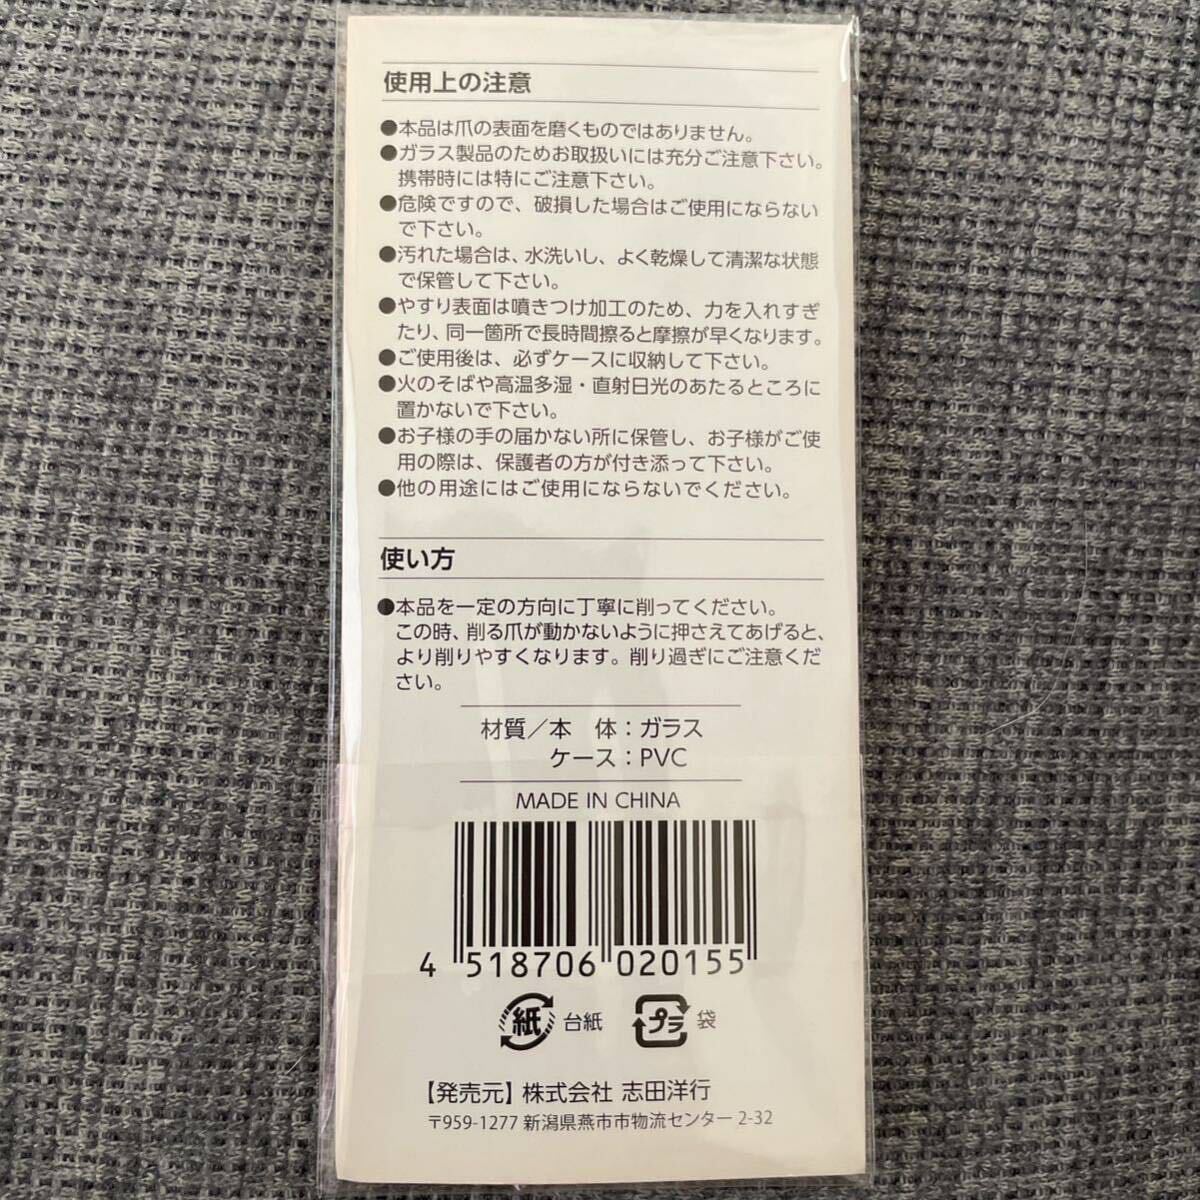 使用上の注意
●本品は爪の表面を磨くものではありません。
●ガラス製品のためお取扱いには充分ご注意下さい。
携帯時には特にご注意下さい。
●危険ですので、破損した場合はご使用にならない
で下さい。
●汚れた場合は、水洗いし、よく乾燥して清潔な状態
で保管して下さい。
●やすり表面は噴きつけ加工のため、力を入れすぎ
たり、同一箇所で長時間擦ると摩擦が早くなります。
●ご使用後は、必ずケースに収納して下さい。
●火のそばや高温多湿・直射日光のあたるところに
置かないで下さい。
●お子様の手の届かない所に保管し、お子様がご使
用の際は、保護者の方が付き添って下さい。
●他の用途にはご使用にならないでください。
使い方
●本品を一定の方向に丁寧に削ってください。
この時、削る爪が動かないように押さえてあげると、
より削りやすくなります。削り過ぎにご注意くだ
さい。
材質／本　体：ガラス
ケース：PVC
MADE IN CHINA
4 518706 020155
紙 台紙 プラ 袋
【発売元】株式会社 志田洋行
〒959-1277 新潟県燕市市物流センター 2-32